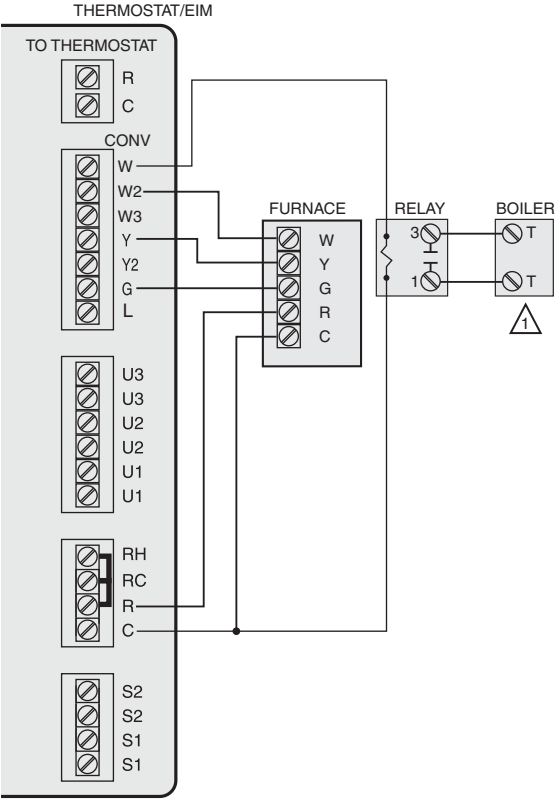 THERMOSTAT/EIM
TO THERMOSTAT
R
C
CONV
W
W2
W3
Y
Y2
G
L
FURNACE
W
Y
G
R
C
RELAY
3
1
BOILER
T
T
1
U3
U3
U2
U2
U1
U1
RH
RC
R
C
S2
S2
S1
S1